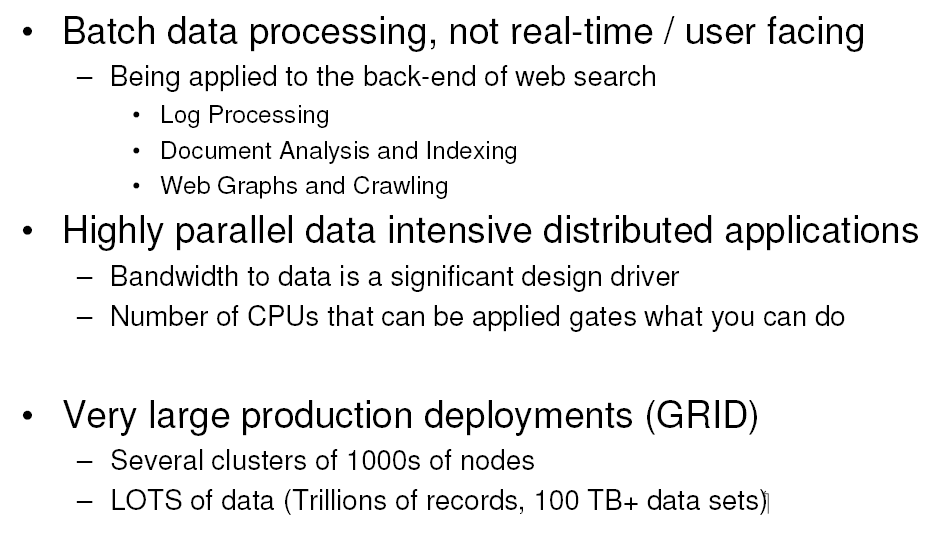 • Batch data processing, not real-time / user facing
– Being applied to the back-end of web search
• Log Processing
• Document Analysis and Indexing
• Web Graphs and Crawling
• Highly parallel data intensive distributed applications
– Bandwidth to data is a significant design driver
– Number of CPUs that can be applied gates what you can do
• Very large production deployments (GRID)
– Several clusters of 1000s of nodes
– LOTS of data (Trillions of records, 100 TB+ data sets)